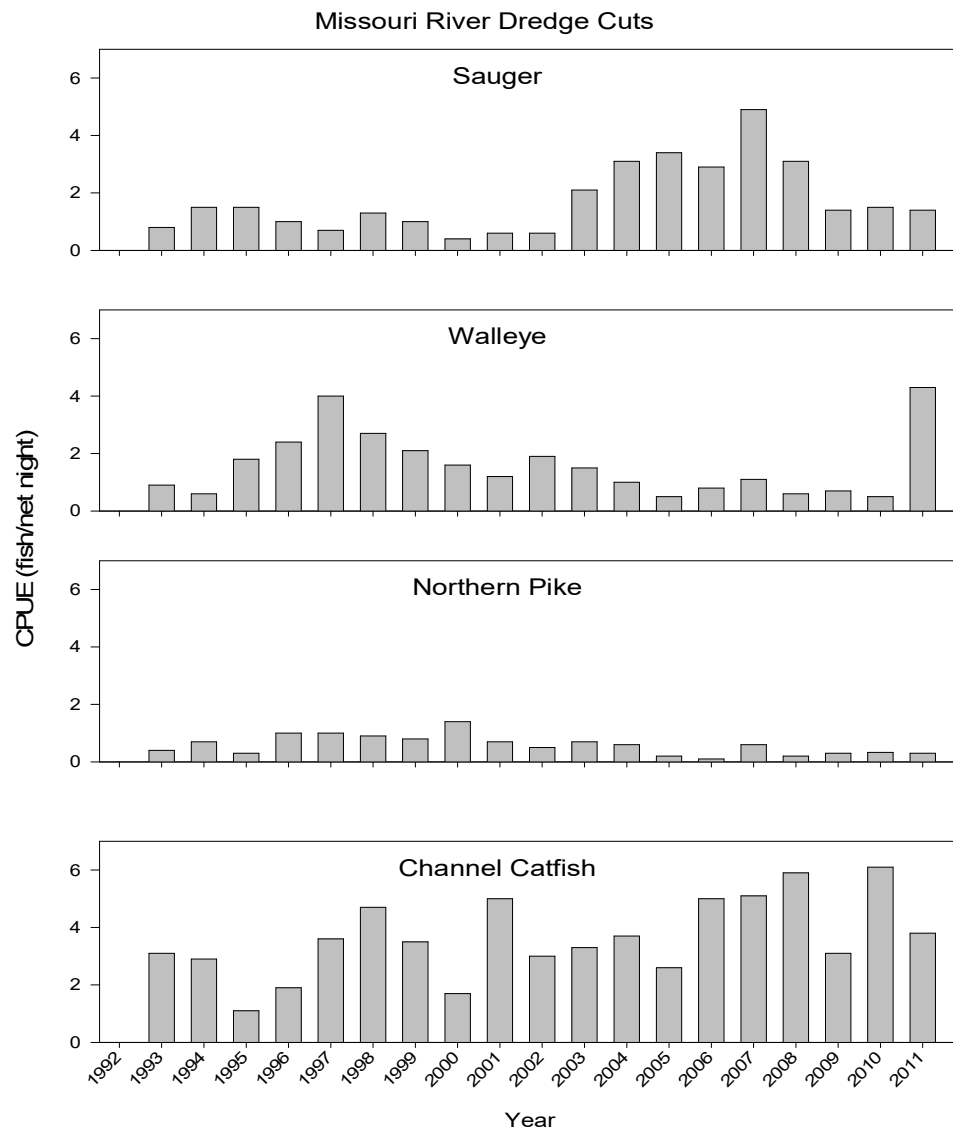 Missouri River Dredge Cuts
Sauger
6
4
2
0
Walleye
6
4
2
0
CPUE (fish/net night)
Northern Pike
6
4
2
0
Channel Catfish
6
4
2
0
1992 1993 1994 1995 1996 1997 1998 1999 2000 2001 2002 2003 2004 2005 2006 2007 2008 2009 2010 2011
Year